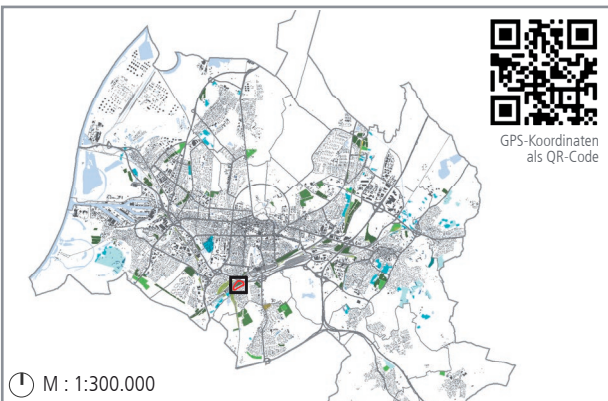 GPS-Koordinaten
als QR-Code
M : 1:300.000